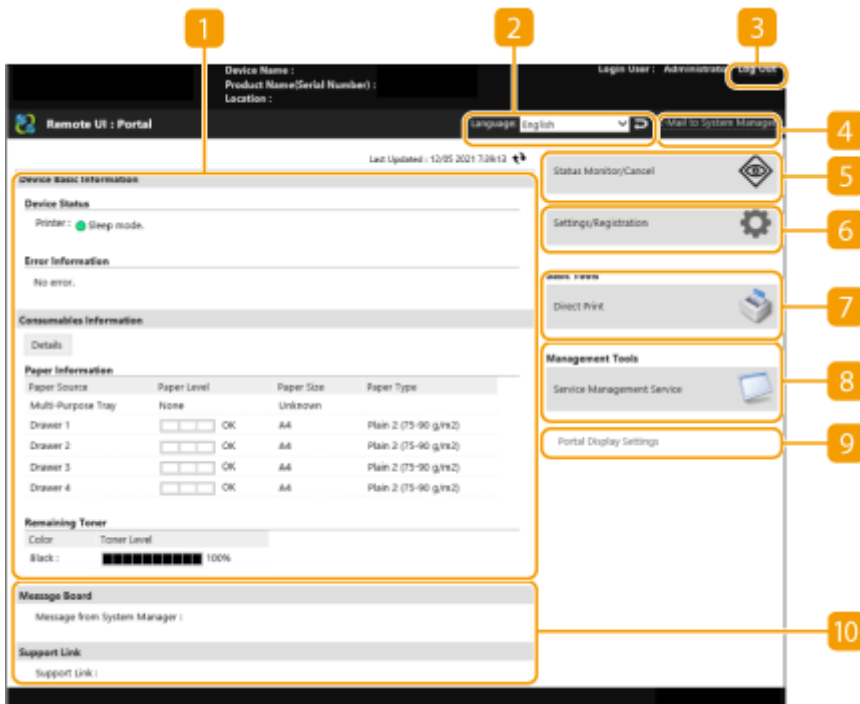 1 2 3
Device Name :
Product Name(Serial Number) :
Location :
Login User : Administrator Log Out
Remote UI : Portal
Language: English
Mail to System Manager
4
Last Updated : 12/05 2021 7:39:13
Device Basic Information
Device Status
Printer : Sleep mode.
Error Information
No error.
Consumables Information
Details
Paper Information
Paper Source Paper Level Paper Size Paper Type
Multi-Purpose Tray None Unknown
Drawer 1 OK A4 Plain 2 (75-90 g/m2)
Drawer 2 OK A4 Plain 2 (75-90 g/m2)
Drawer 3 OK A4 Plain 2 (75-90 g/m2)
Drawer 4 OK A4 Plain 2 (75-90 g/m2)
Remaining Toner
Color Toner Level
Black : 100%
Message Board
Message from System Manager :
Support Link
Support Link :
Status Monitor/Cancel
5
Settings/Registration
6
Basic Tools
Direct Print
7
Management Tools
Service Management Service
8
Portal Display Settings
9
10